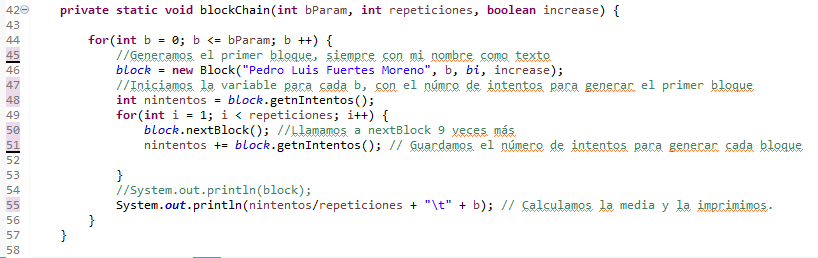 42 private static void blockChain(int bParam, int repeticiones, boolean increase) {
43
44 for(int b = 0; b <= bParam; b ++) {
45 //Generamos el primer bloque, siempre con mi nombre como texto
46 block = new Block("Pedro Luis Fuertes Moreno", b, bi, increase);
47 //Iniciamos la variable para cada b, con el númro de intentos para generar el primer bloque
48 int nintentos = block.getnIntentos();
49 for(int i = 1; i < repeticiones; i++) {
50 block.nextBlock(); //Llamamos a nextBlock 9 veces más
51 nintentos += block.getnIntentos(); // Guardamos el número de intentos para generar cada bloque
52
53 }
54 //System.out.println(block);
55 System.out.println(nintentos/repeticiones + "\t" + b); // Calculamos la media y la imprimimos.
56 }
57 }
58